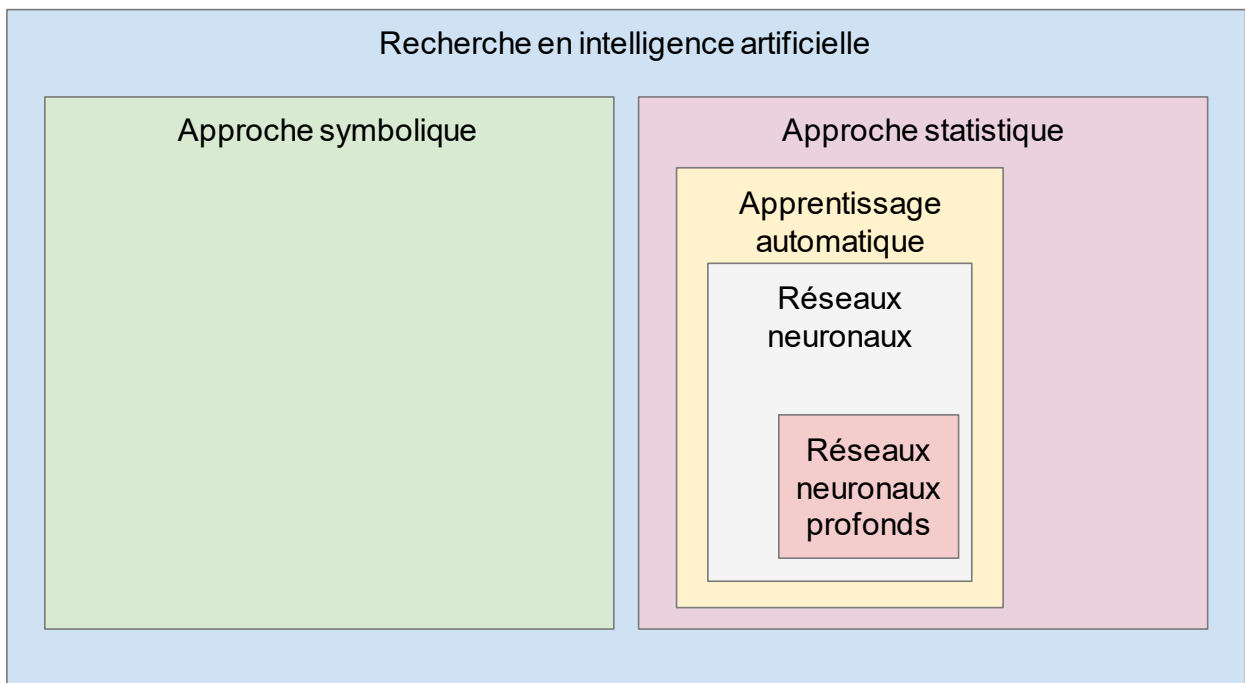 Recherche en intelligence artificielle
Approche symbolique
Approche statistique
Apprentissage
automatique
Réseaux
neuronaux
Réseaux
neuronaux
profonds